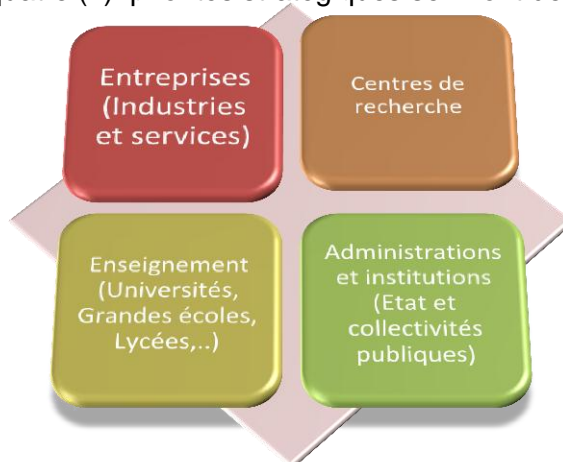 stratégiques
Entreprises
(Industries
et services)
Centres de
recherche
Enseignement
(Universités,
Grandes écoles,
Lycées,..)
Administrations
et institutions
(Etat et
collectivités
publiques)